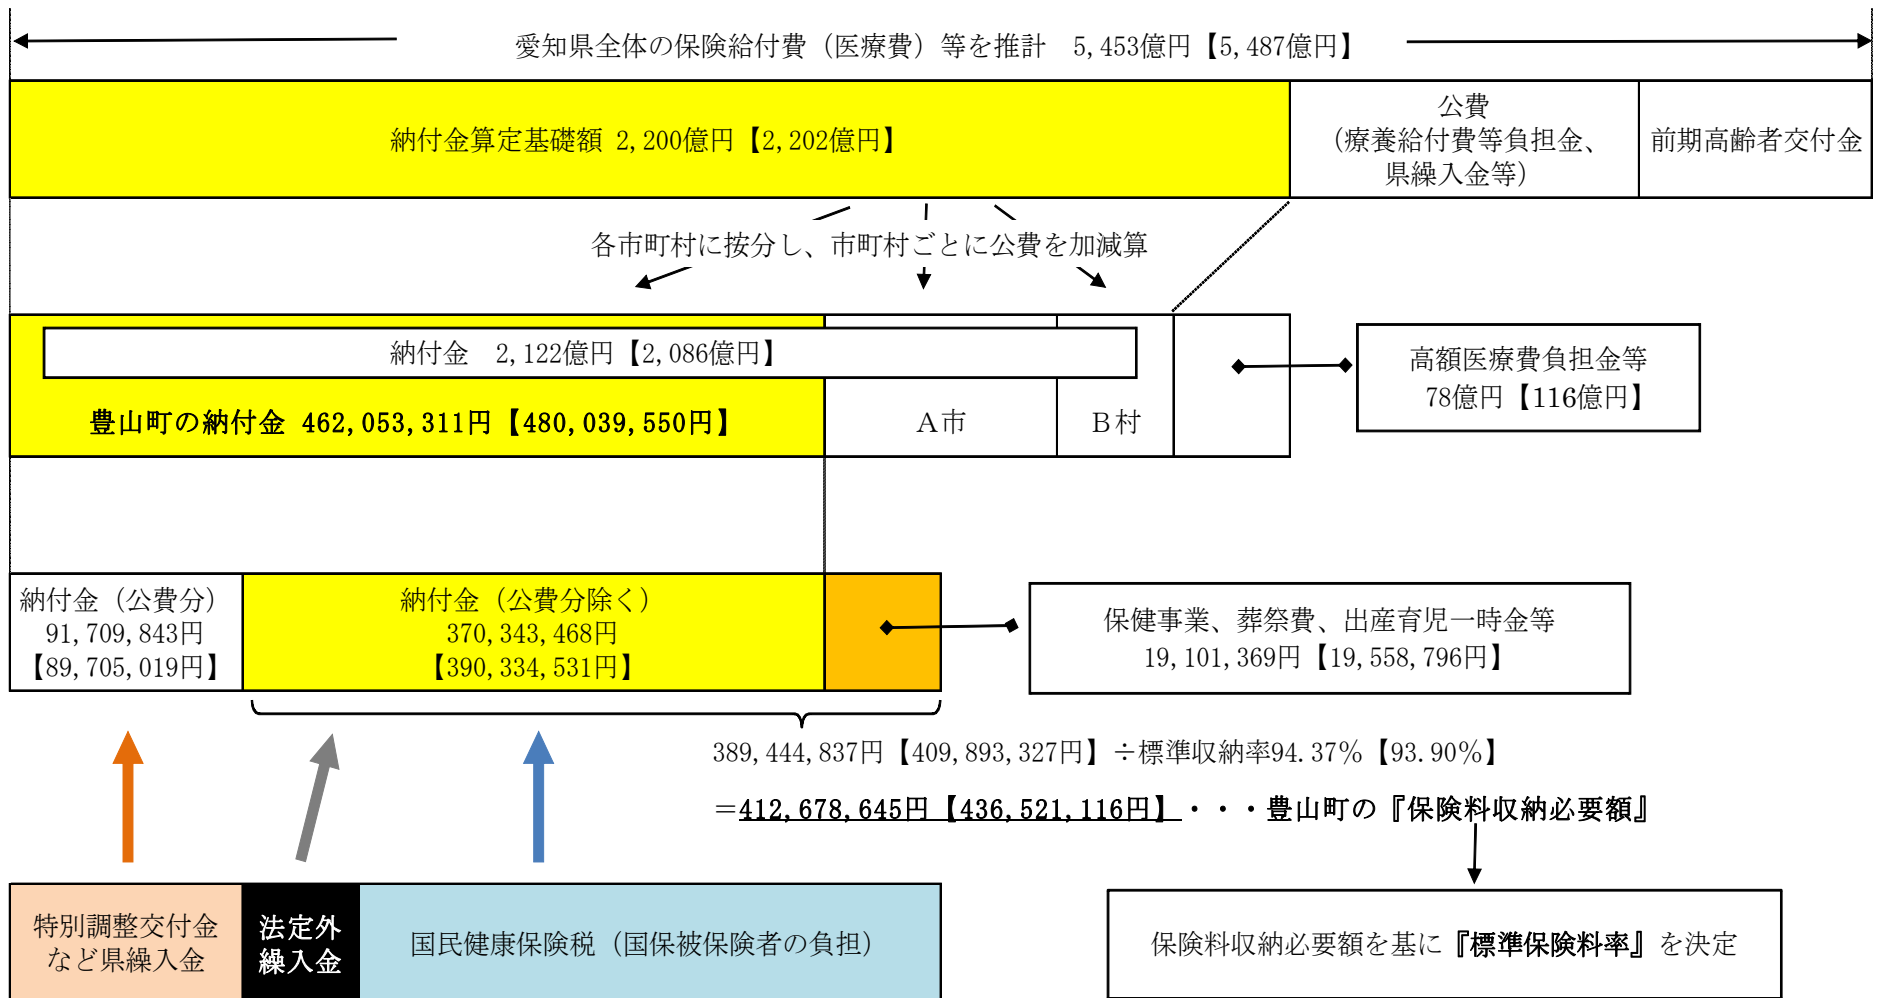 愛知県全体の保険給付費（医療費）等を推計　5,453億円【5,487億円】
納付金算定基礎額 2,200億円【2,202億円】
公費
（療養給付費等負担金、
県繰入金等）
前期高齢者交付金
各市町村に按分し、市町村ごとに公費を加減算
納付金　2,122億円【2,086億円】
豊山町の納付金 462,053,311円【480,039,550円】
A市
B村
高額医療費負担金等
78億円【116億円】
納付金（公費分）
91,709,843円
【89,705,019円】
納付金（公費分除く）
370,343,468円
【390,334,531円】
保健事業、葬祭費、出産育児一時金等
19,101,369円【19,558,796円】
389,444,837円【409,893,327円】÷標準収納率94.37％【93.90％】
＝412,678,645円【436,521,116円】・・・豊山町の『保険料収納必要額』
特別調整交付金
など県繰入金
法定外
繰入金
国民健康保険税（国保被保険者の負担）
保険料収納必要額を基に『標準保険料率』を決定